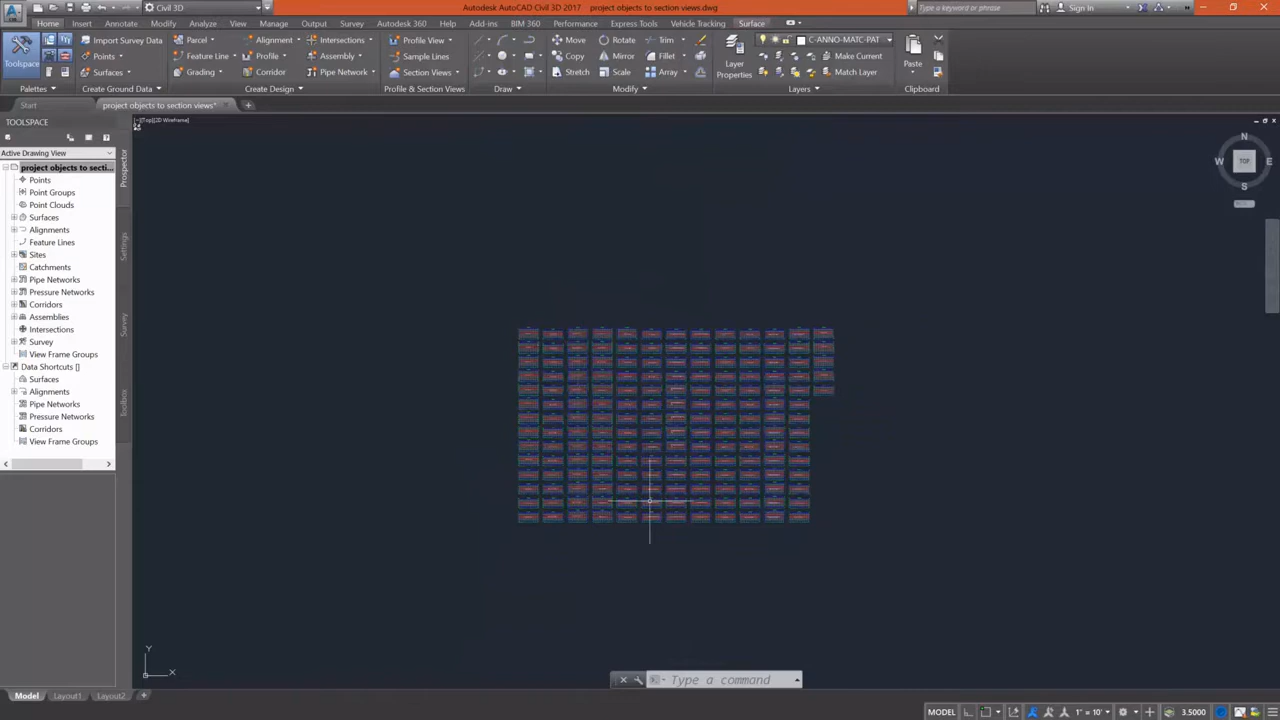 Civil 3D
Autodesk AutoCAD Civil 3D 2017 project objects to section views.dwg
Type a keyword or phrase
Sign In
Home Insert Annotate Modify Analyze View Manage Output Survey Autodesk 360 Help Add-ins BIM 360 Performance Express Tools InfraWorks Vehicle Tracking Surface
Toolspace
Import Survey Data
Points
Surfaces
Parcel
Feature Line
Grading
Alignment
Profile
Corridor
Intersections
Assembly
Pipe Network
Profile View
Sample Lines
Section Views
Move
Copy
Stretch
Rotate
Mirror
Scale
Trim
Fillet
Array
Layer
Properties
C-ANNO-MATC-PAT
Make Current
Match Layer
Paste
Palettes Create Ground Data Create Design Profile & Section Views Draw Modify Layers Clipboard
Start project objects to section views*
TOOLSPACE
[−][Top][2D Wireframe]
Active Drawing View
project objects to secti...
Points
Point Groups
Point Clouds
Surfaces
Alignments
Feature Lines
Sites
Catchments
Pipe Networks
Pressure Networks
Corridors
Assemblies
Intersections
Survey
View Frame Groups
Data Shortcuts []
Surfaces
Alignments
Pipe Networks
Pressure Networks
Corridors
View Frame Groups
Prospector
Settings
Survey
Toolbox
N
W TOP E
S
Y
X
Type a command
Model Layout1 Layout2
MODEL 1" = 10' 3.5000